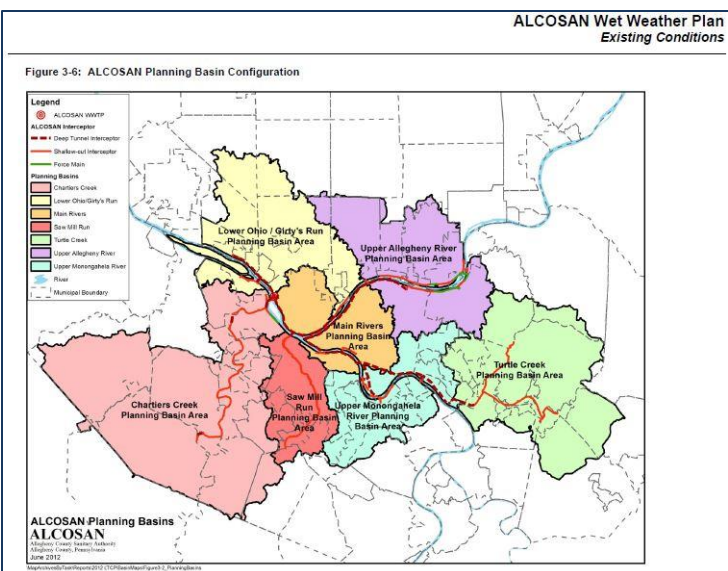 ALCOSAN Wet Weather Plan
Existing Conditions
Figure 3-6: ALCOSAN Planning Basin Configuration
Legend
ALCOSAN WWTP
ALCOSAN Interceptor
Deep Tunnel Interceptor
Shallow-cut Interceptor
Force Main
Planning Basins
Chartiers Creek
Lower Ohio/Girty's Run
Main Rivers
Saw Mill Run
Turtle Creek
Upper Allegheny River
Upper Monongahela River
River
Municipal Boundary
Lower Ohio / Girty's Run
Planning Basin Area
Upper Allegheny River
Planning Basin Area
Main Rivers
Planning Basin
Area
Turtle Creek
Planning Basin Area
Chartiers Creek
Planning Basin Area
Saw Mill
Run
Planning Basin
Area
Upper Monongahela
River Planning
Basin Area
ALCOSAN Planning Basins
ALCOSAN
Allegheny County Sanitary Authority
Allegheny County, Pennsylvania
June 2012